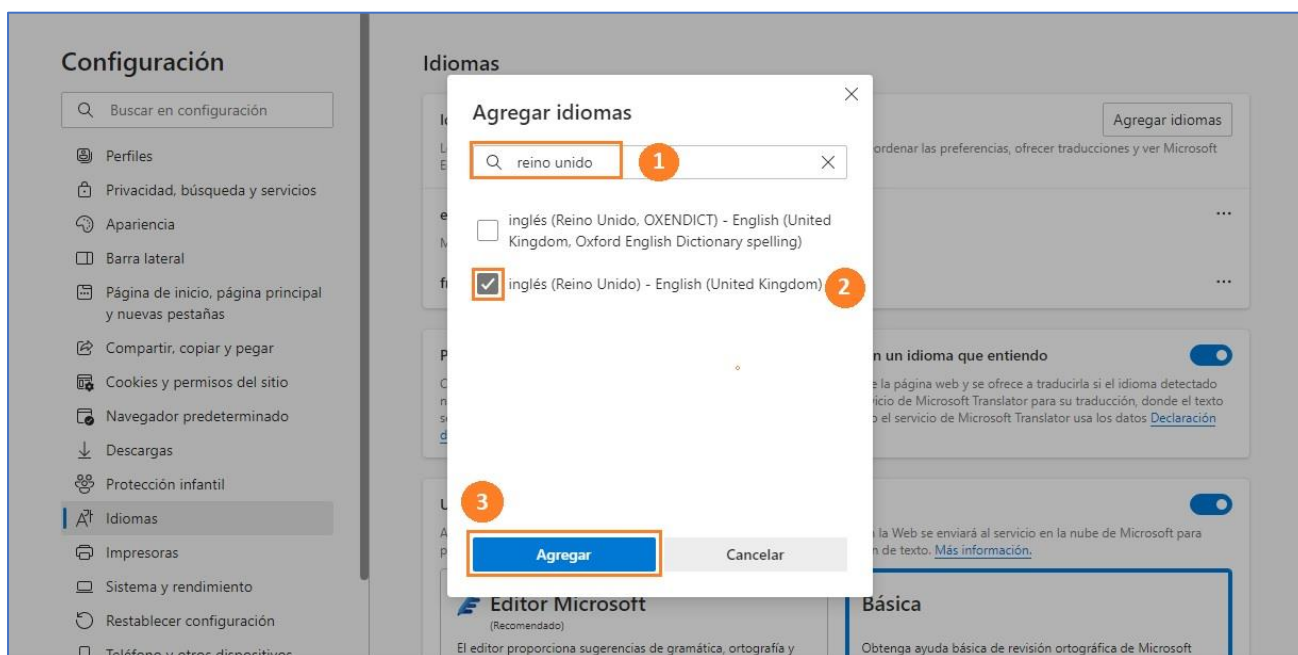 Configuración
Buscar en configuración
Perfiles
Privacidad, búsqueda y servicios
Apariencia
Barra lateral
Página de inicio, página principal
y nuevas pestañas
Compartir, copiar y pegar
Cookies y permisos del sitio
Navegador predeterminado
Descargas
Protección infantil
Idiomas
Impresoras
Sistema y rendimiento
Restablecer configuración
Teléfono y otros dispositivos
Idiomas
Agregar idiomas
ordenar las preferencias, ofrecer traducciones y ver Microsoft
Agregar idiomas
reino unido
1
inglés (Reino Unido, OXENDICT) - English (United
Kingdom, Oxford English Dictionary spelling)
inglés (Reino Unido) - English (United Kingdom)
2
3
Agregar
Cancelar
n un idioma que entiendo
e la página web y se ofrece a traducirla si el idioma detectado
icio de Microsoft Translator para su traducción, donde el texto
o el servicio de Microsoft Translator usa los datos Declaración
la Web se enviará al servicio en la nube de Microsoft para
n de texto. Más información.
Editor Microsoft
(Recomendado)
El editor proporciona sugerencias de gramática, ortografía y
Básica
Obtenga ayuda básica de revisión ortográfica de Microsoft